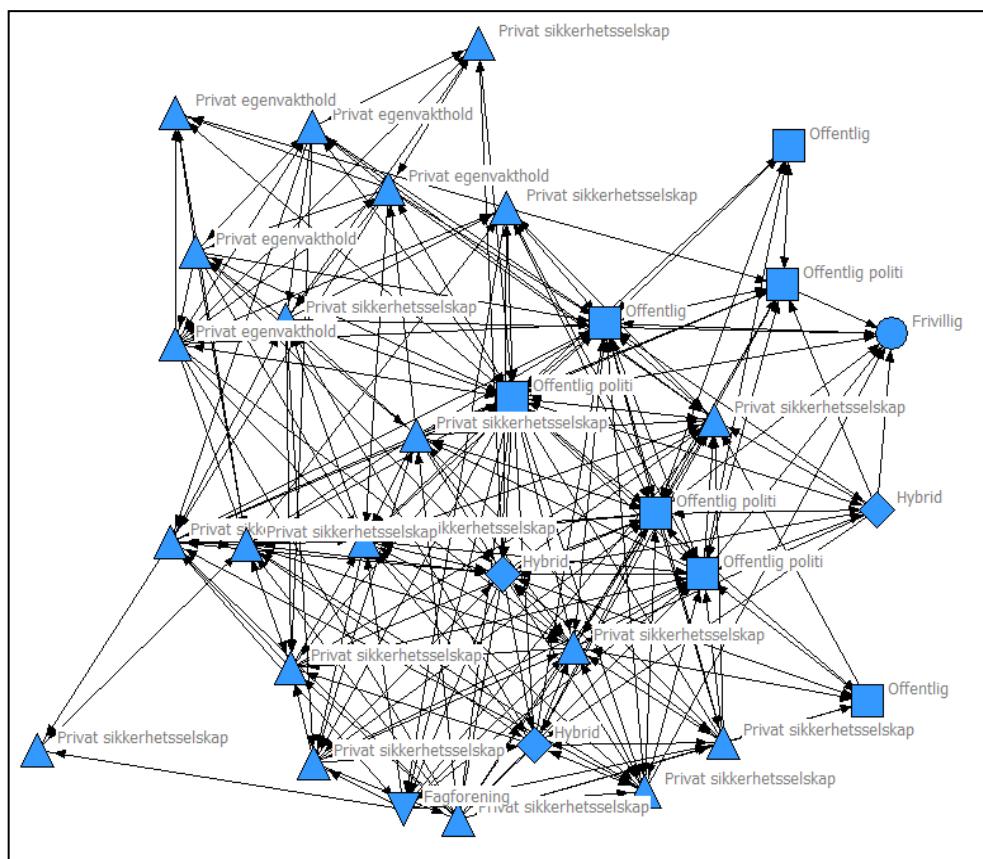 Privat sikkerhetsselskap
Privat egenvakthold
Privat egenvakthold
Offentlig
Privat egenvakthold
Privat sikkerhetsselskap
Privat egenvakthold
Offentlig politi
Privat sikkerhetsselskap
Offentlig
Frivillig
Privat egenvakthold
Offentlig politi
Privat sikkerhetsselskap
Privat sikkerhetsselskap
Offentlig politi
Hybrid
Privat
Privat sikkerhetsselskap
sikkerhetsselskap
Hybrid
Offentlig politi
Privat sikkerhetsselskap
Privat sikkerhetsselskap
Offentlig
Privat sikkerhetsselskap
Hybrid
Privat sikkerhetsselskap
Privat sikkerhetsselskap
Privat sikkerhetsselskap
Fagforening
Privat sikkerhetsselskap